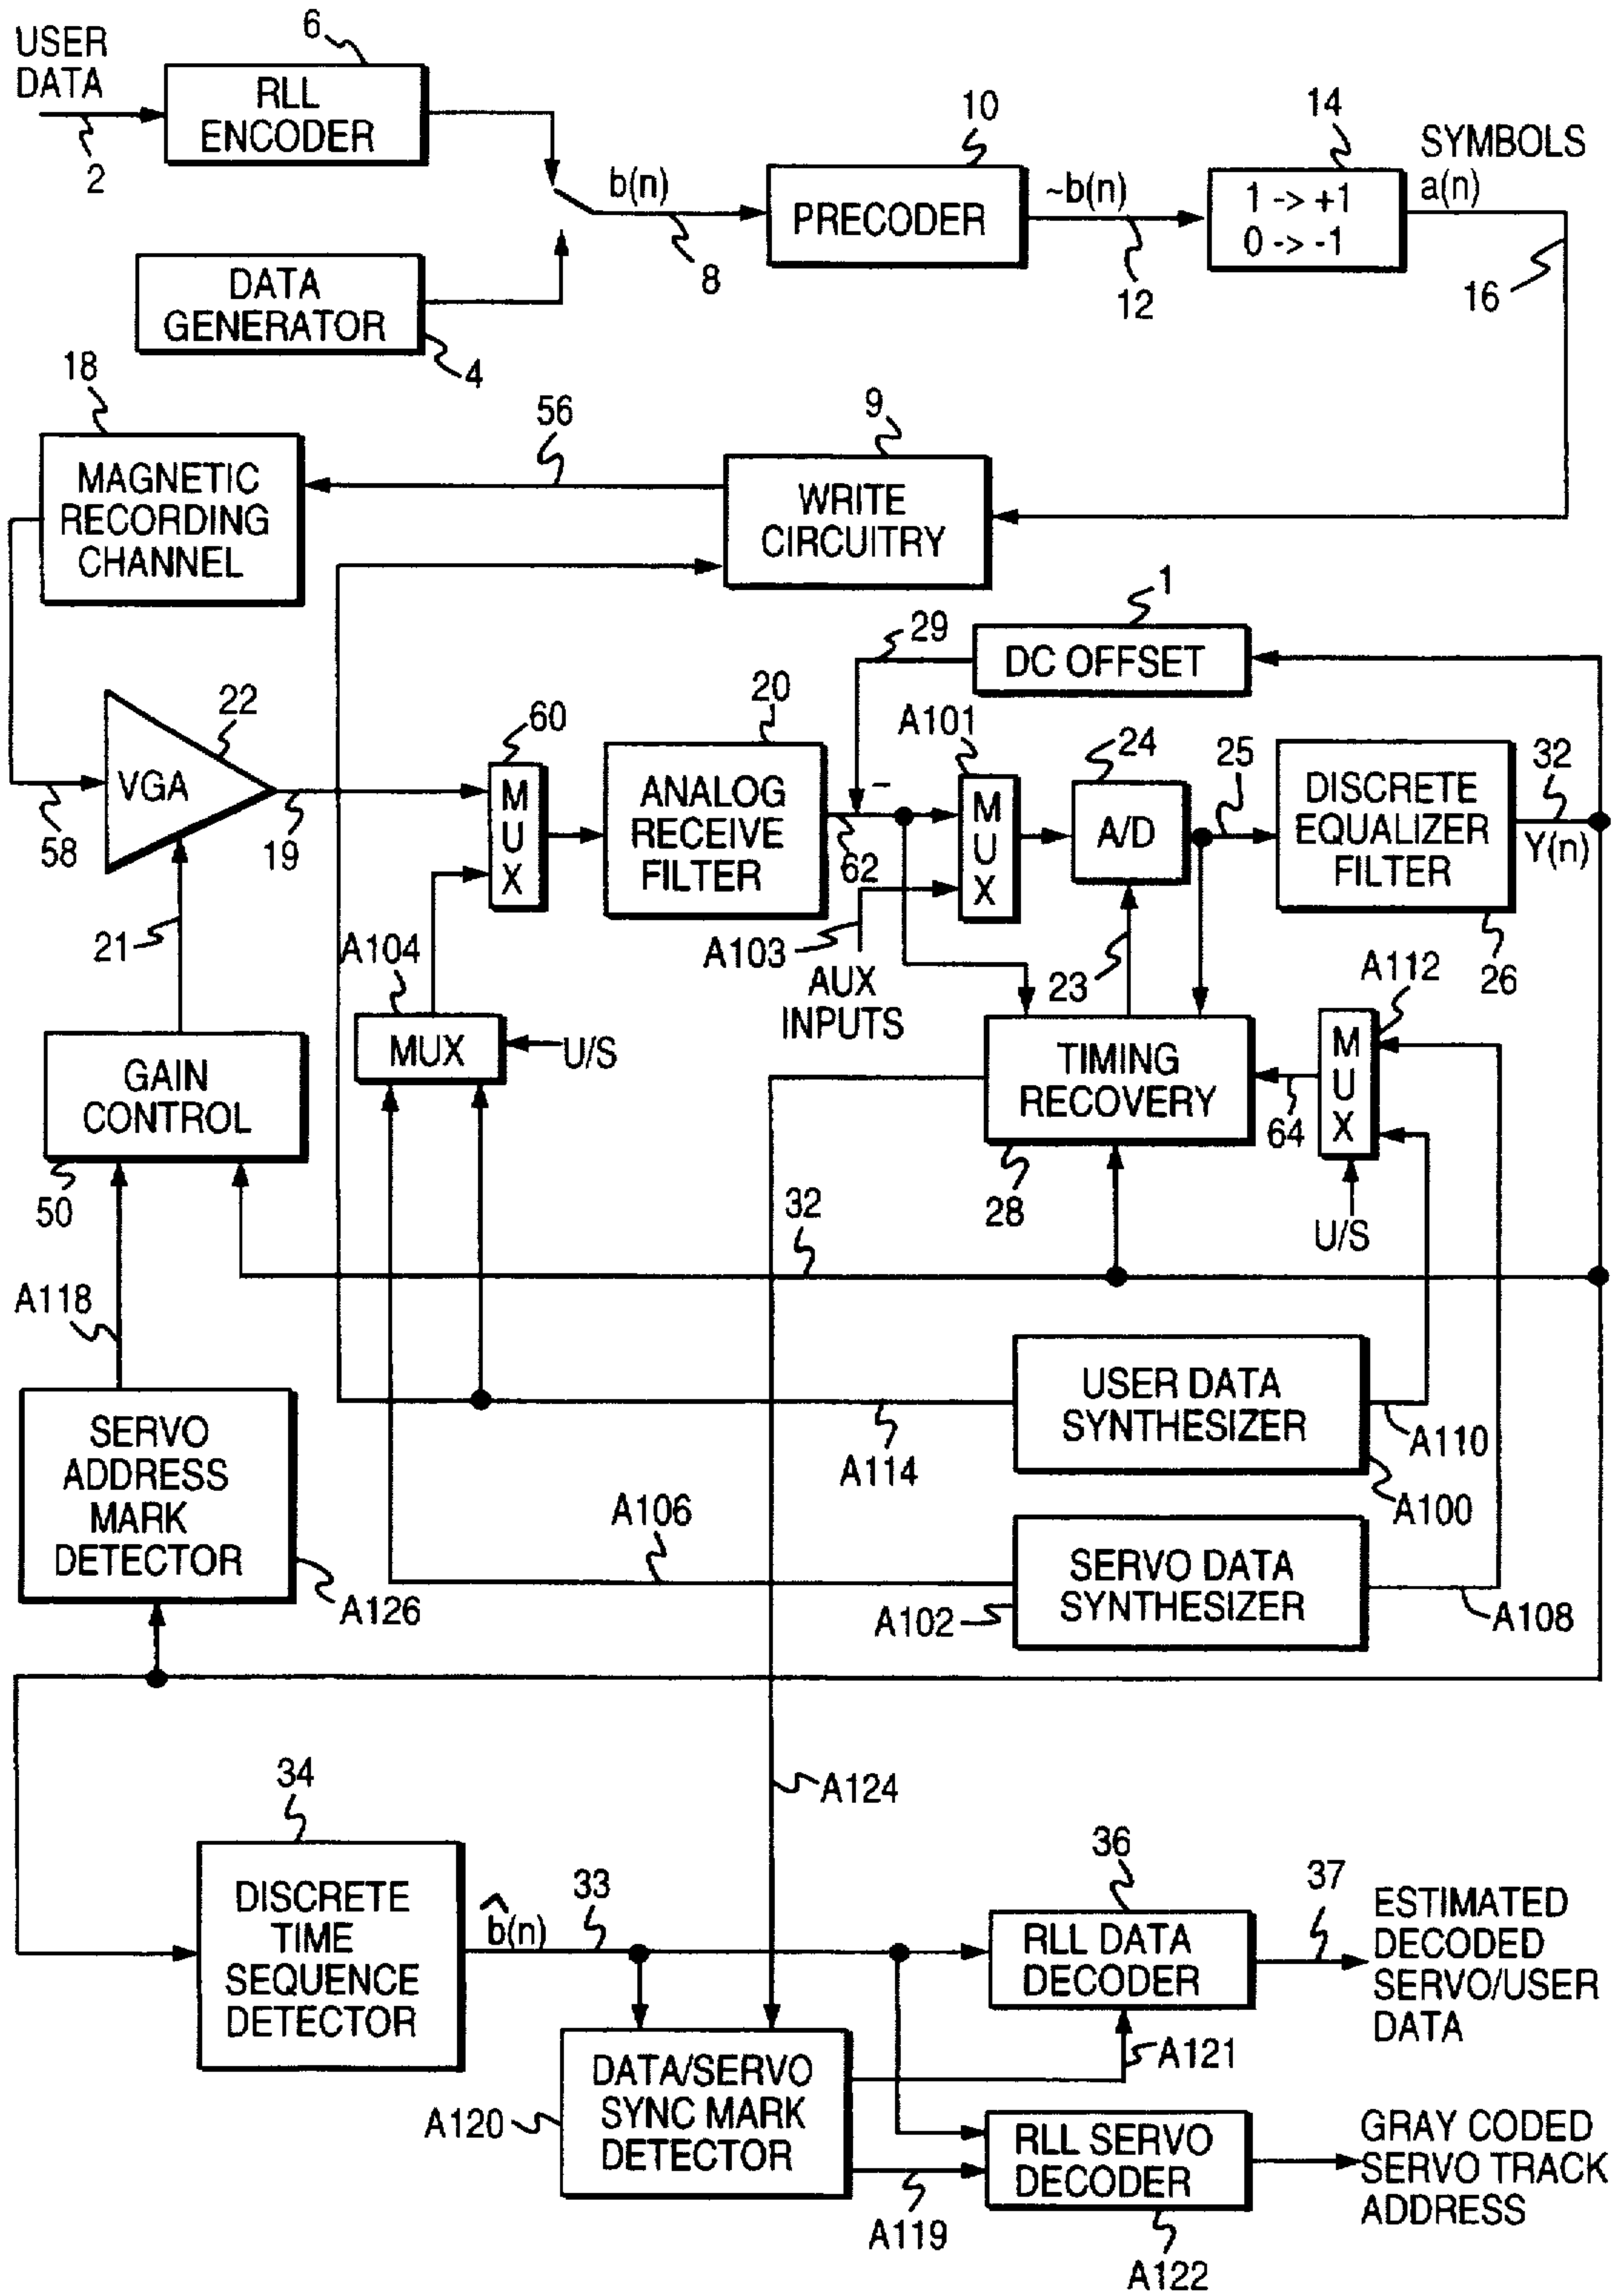 USER
DATA
2
6
RLL
ENCODER
b(n)
8
10
PRECODER
~b(n)
12
14
1 -> +1
0 -> -1
SYMBOLS
a(n)
16
DATA
GENERATOR
4
18
MAGNETIC
RECORDING
CHANNEL
56
9
WRITE
CIRCUITRY
1
DC OFFSET
29
22
VGA
58
19
21
60
MUX
20
ANALOG
RECEIVE
FILTER
–
62
A101
MUX
A103
AUX
INPUTS
24
A/D
23
25
DISCRETE
EQUALIZER
FILTER
26
32
Y(n)
A104
MUX
U/S
GAIN
CONTROL
50
TIMING
RECOVERY
28
64
A112
MUX
U/S
32
A118
SERVO
ADDRESS
MARK
DETECTOR
A126
USER DATA
SYNTHESIZER
A114
A110
A100
A106
SERVO DATA
SYNTHESIZER
A102
A108
A124
34
DISCRETE
TIME
SEQUENCE
DETECTOR
b̂(n)
33
36
RLL DATA
DECODER
37
ESTIMATED
DECODED
SERVO/USER
DATA
A121
A120
DATA/SERVO
SYNC MARK
DETECTOR
A119
RLL SERVO
DECODER
A122
GRAY CODED
SERVO TRACK
ADDRESS